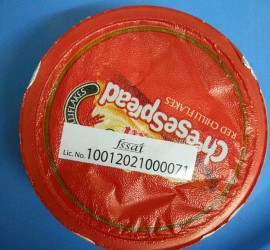 CheeseSpread
RED CHILLI FLAKES
fssai
Lic. No. 10012021000071